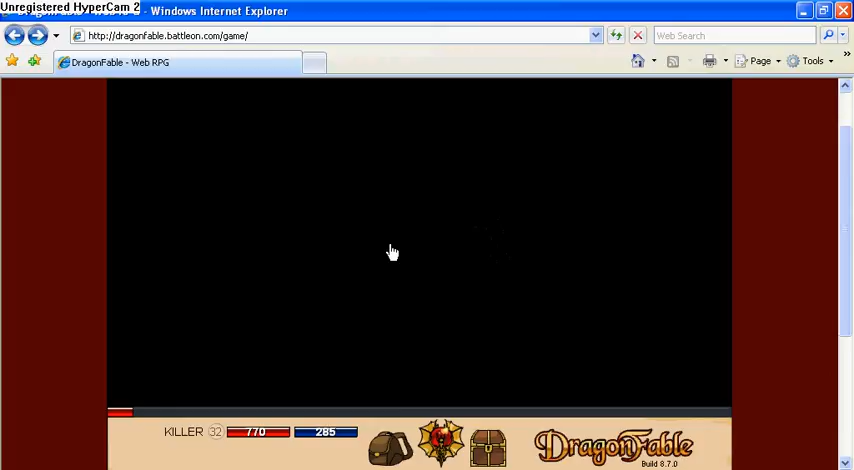 Unregistered HyperCam 2
- Windows Internet Explorer
http://dragonfable.battleon.com/game/
Web Search
DragonFable - Web RPG
Page
Tools
KILLER 32 770 285
DragonFable
Build 8.7.0